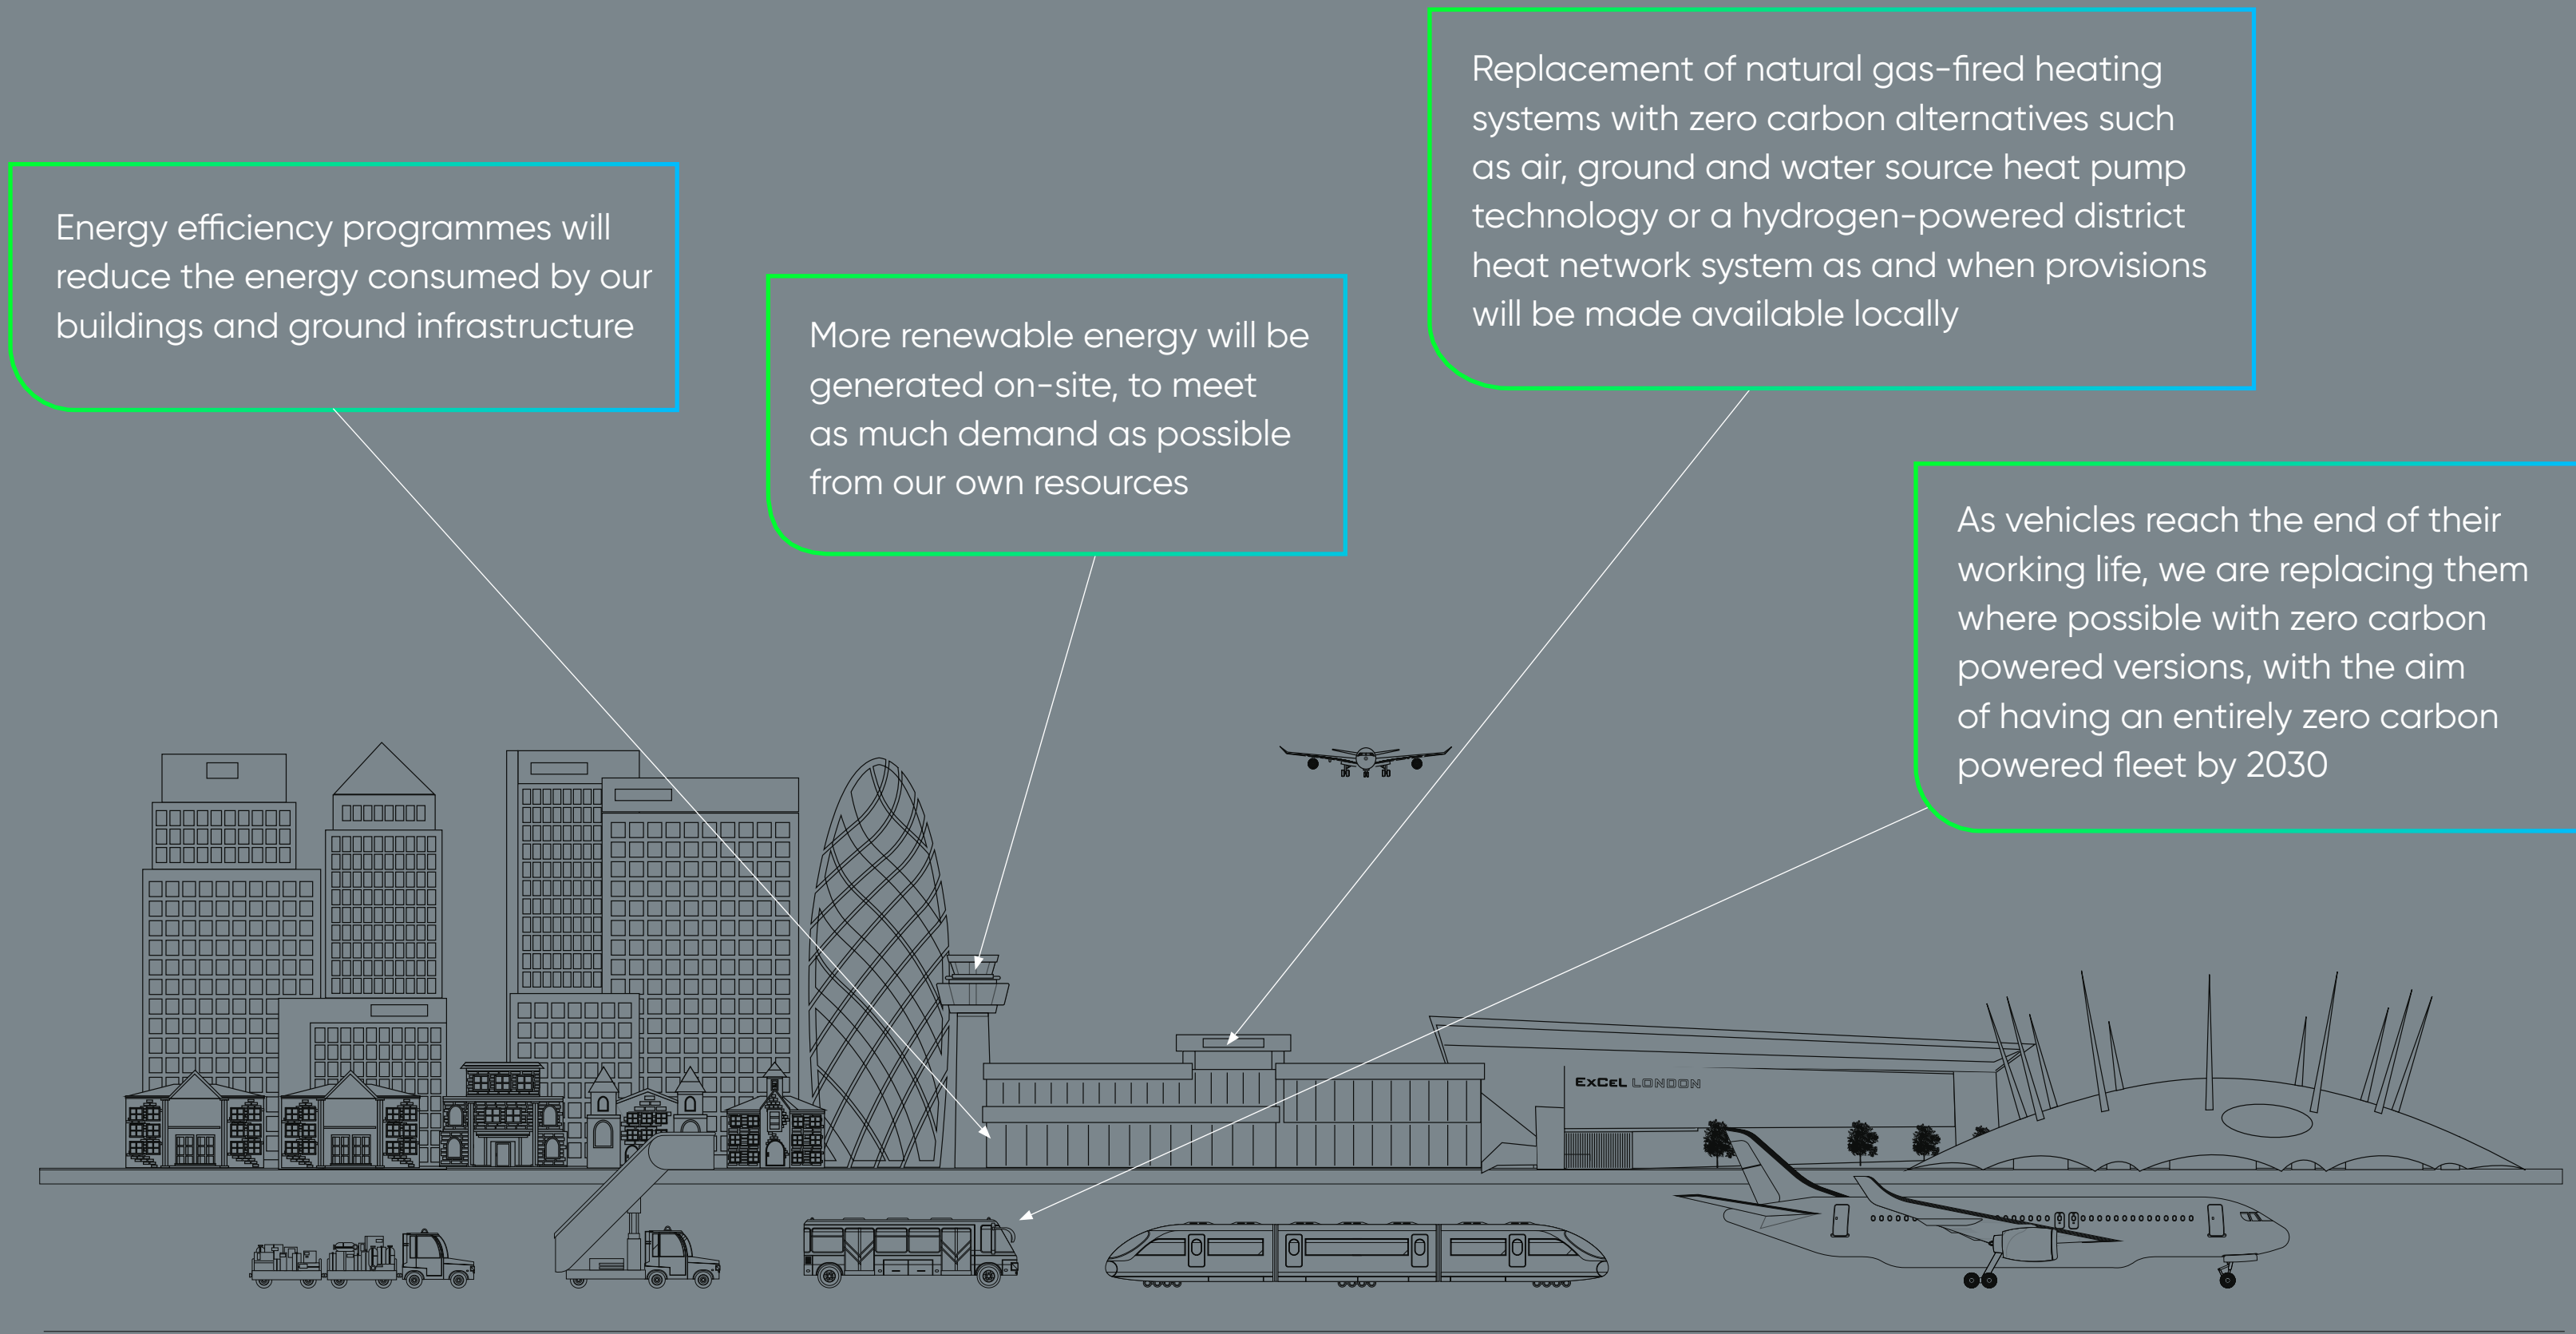 Energy efficiency programmes will
reduce the energy consumed by our
buildings and ground infrastructure
More renewable energy will be
generated on-site, to meet
as much demand as possible
from our own resources
Replacement of natural gas-fired heating
systems with zero carbon alternatives such
as air, ground and water source heat pump
technology or a hydrogen-powered district
heat network system as and when provisions
will be made available locally
As vehicles reach the end of their
working life, we are replacing them
where possible with zero carbon
powered versions, with the aim
of having an entirely zero carbon
powered fleet by 2030
ExCeL LONDON